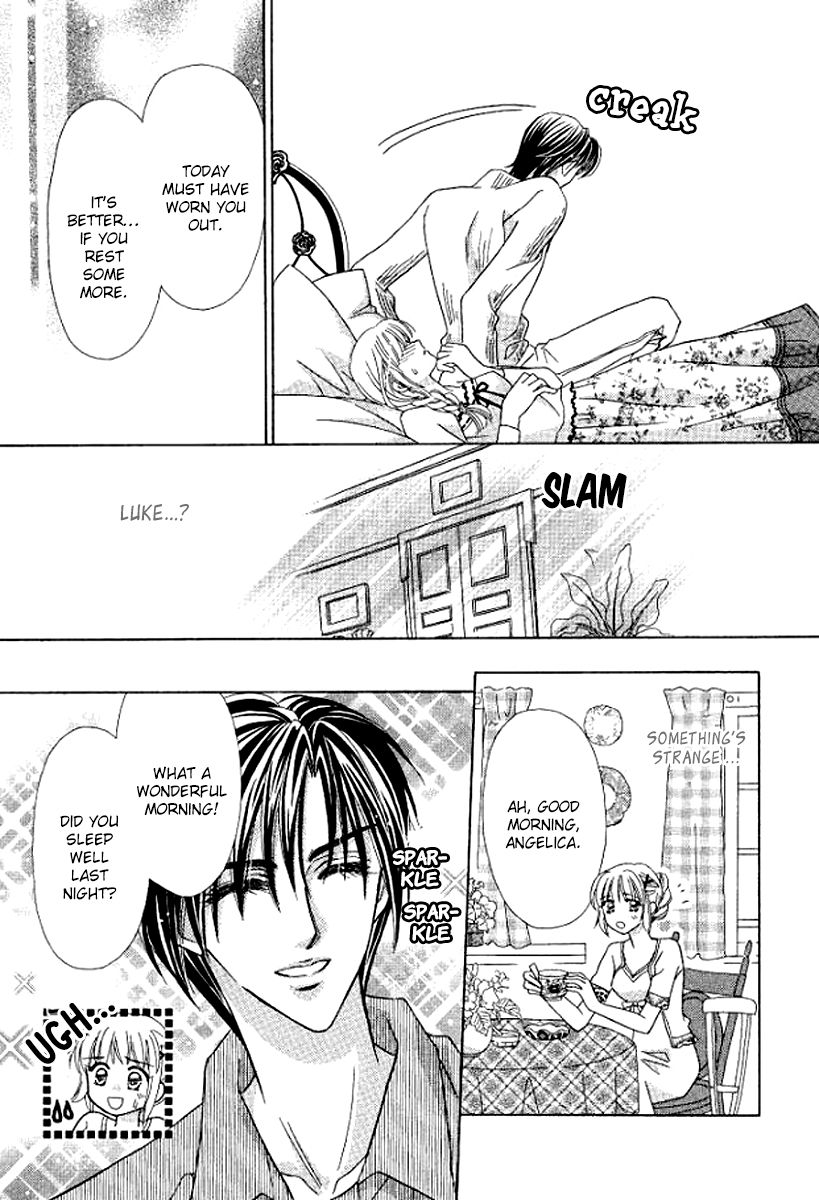 creak
TODAY
MUST HAVE
WORN YOU
OUT.
IT'S
BETTER...
IF YOU
REST
SOME
MORE.
SLAM
LUKE...?
SOMETHING'S
STRANGE...!
AH, GOOD
MORNING,
ANGELICA.
WHAT A
WONDERFUL
MORNING!
DID YOU
SLEEP
WELL
LAST
NIGHT?
SPAR-
KLE
SPAR-
KLE
UGH...